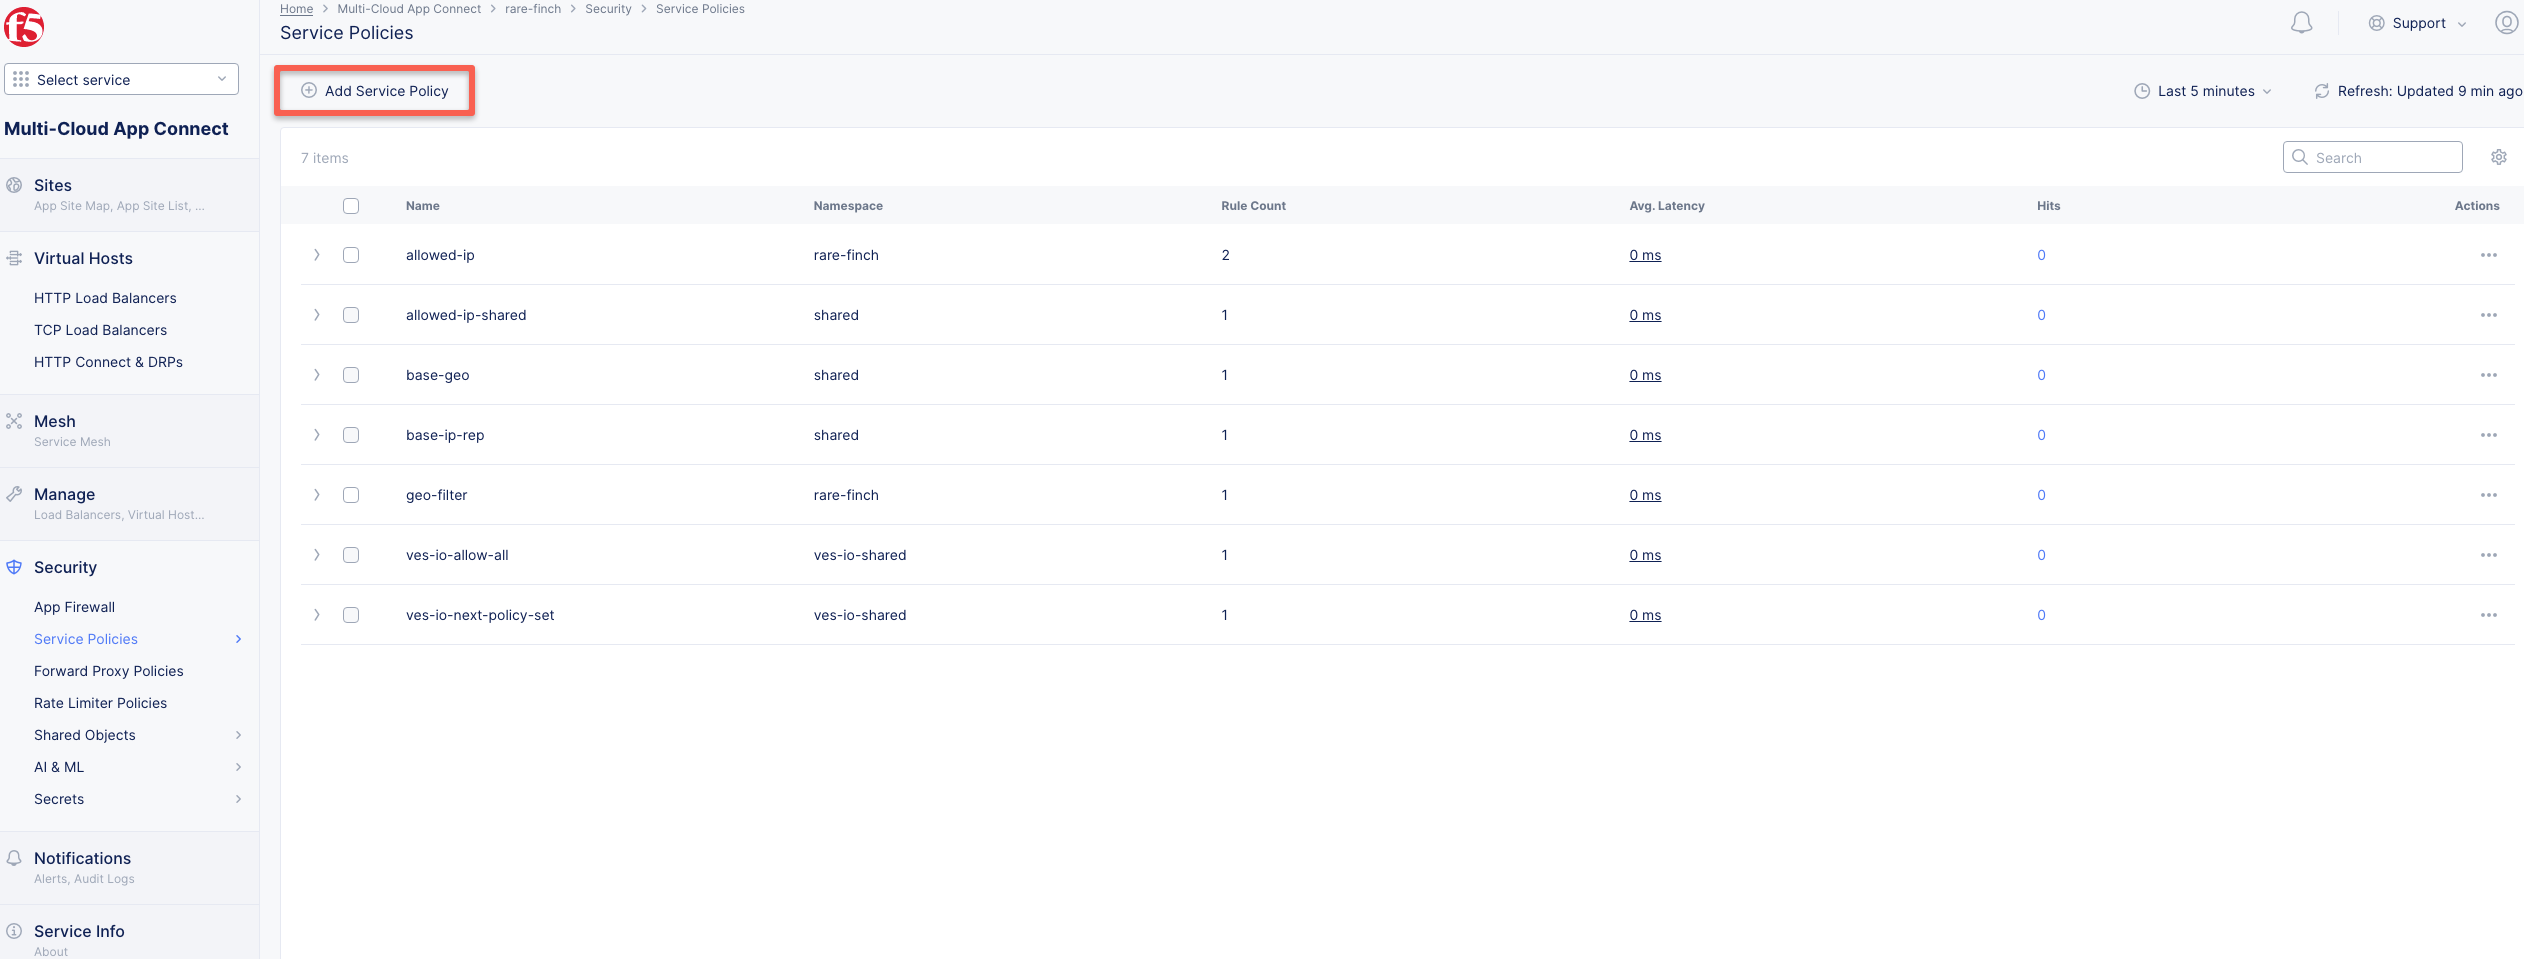 f5
Home > Multi-Cloud App Connect > rare-finch > Security > Service Policies
Service Policies
Support
Select service
Add Service Policy
Last 5 minutes
Refresh: Updated 9 min ago
Multi-Cloud App Connect
7 items
Search
Sites
App Site Map, App Site List, ...
Virtual Hosts
HTTP Load Balancers
TCP Load Balancers
HTTP Connect & DRPs
Mesh
Service Mesh
Manage
Load Balancers, Virtual Host...
Security
App Firewall
Service Policies
Forward Proxy Policies
Rate Limiter Policies
Shared Objects
AI & ML
Secrets
Notifications
Alerts, Audit Logs
Service Info
About
Name Namespace Rule Count Avg. Latency Hits Actions
allowed-ip rare-finch 2 0 ms 0
allowed-ip-shared shared 1 0 ms 0
base-geo shared 1 0 ms 0
base-ip-rep shared 1 0 ms 0
geo-filter rare-finch 1 0 ms 0
ves-io-allow-all ves-io-shared 1 0 ms 0
ves-io-next-policy-set ves-io-shared 1 0 ms 0